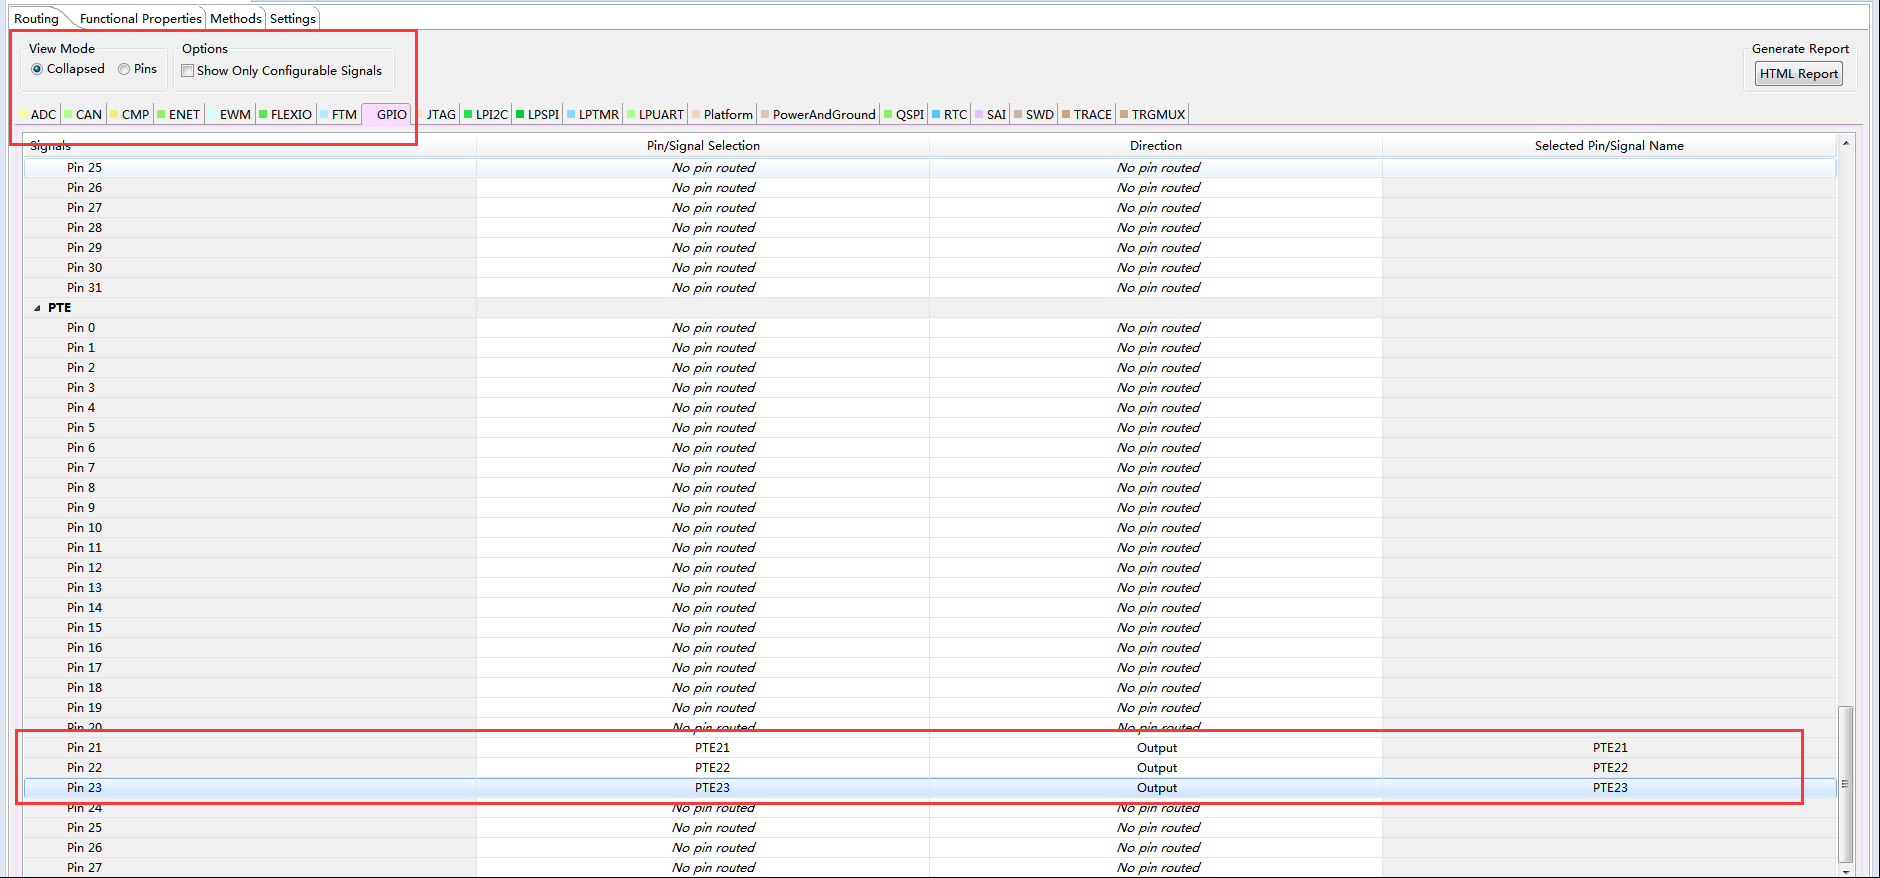 Routing Functional Properties Methods Settings
View Mode Options Generate Report
Collapsed Pins Show Only Configurable Signals HTML Report
ADC CAN CMP ENET EWM FLEXIO FTM GPIO JTAG LPI2C LPSPI LPTMR LPUART Platform PowerAndGround QSPI RTC SAI SWD TRACE TRGMUX
Signals Pin/Signal Selection Direction Selected Pin/Signal Name
Pin 25 No pin routed No pin routed
Pin 26 No pin routed No pin routed
Pin 27 No pin routed No pin routed
Pin 28 No pin routed No pin routed
Pin 29 No pin routed No pin routed
Pin 30 No pin routed No pin routed
Pin 31 No pin routed No pin routed
PTE
Pin 0 No pin routed No pin routed
Pin 1 No pin routed No pin routed
Pin 2 No pin routed No pin routed
Pin 3 No pin routed No pin routed
Pin 4 No pin routed No pin routed
Pin 5 No pin routed No pin routed
Pin 6 No pin routed No pin routed
Pin 7 No pin routed No pin routed
Pin 8 No pin routed No pin routed
Pin 9 No pin routed No pin routed
Pin 10 No pin routed No pin routed
Pin 11 No pin routed No pin routed
Pin 12 No pin routed No pin routed
Pin 13 No pin routed No pin routed
Pin 14 No pin routed No pin routed
Pin 15 No pin routed No pin routed
Pin 16 No pin routed No pin routed
Pin 17 No pin routed No pin routed
Pin 18 No pin routed No pin routed
Pin 19 No pin routed No pin routed
Pin 20 No pin routed No pin routed
Pin 21 PTE21 Output PTE21
Pin 22 PTE22 Output PTE22
Pin 23 PTE23 Output PTE23
Pin 24 No pin routed No pin routed
Pin 25 No pin routed No pin routed
Pin 26 No pin routed No pin routed
Pin 27 No pin routed No pin routed